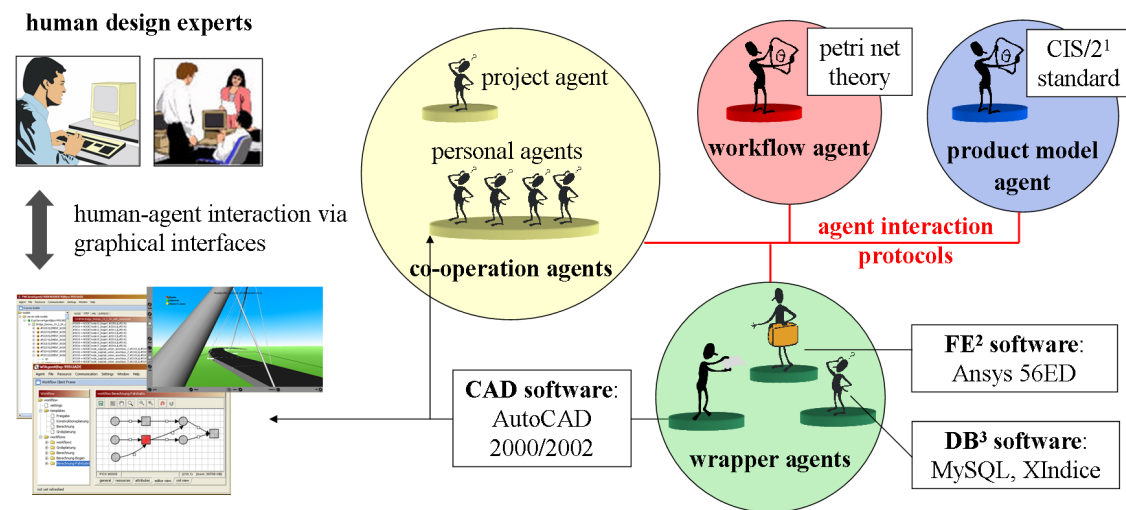 human design experts
human-agent interaction via
graphical interfaces
project agent
personal agents
co-operation agents
petri net
theory
workflow agent
CIS/2¹
standard
product model
agent
agent interaction
protocols
CAD software:
AutoCAD
2000/2002
wrapper agents
FE² software:
Ansys 56ED
DB³ software:
MySQL, XIndice